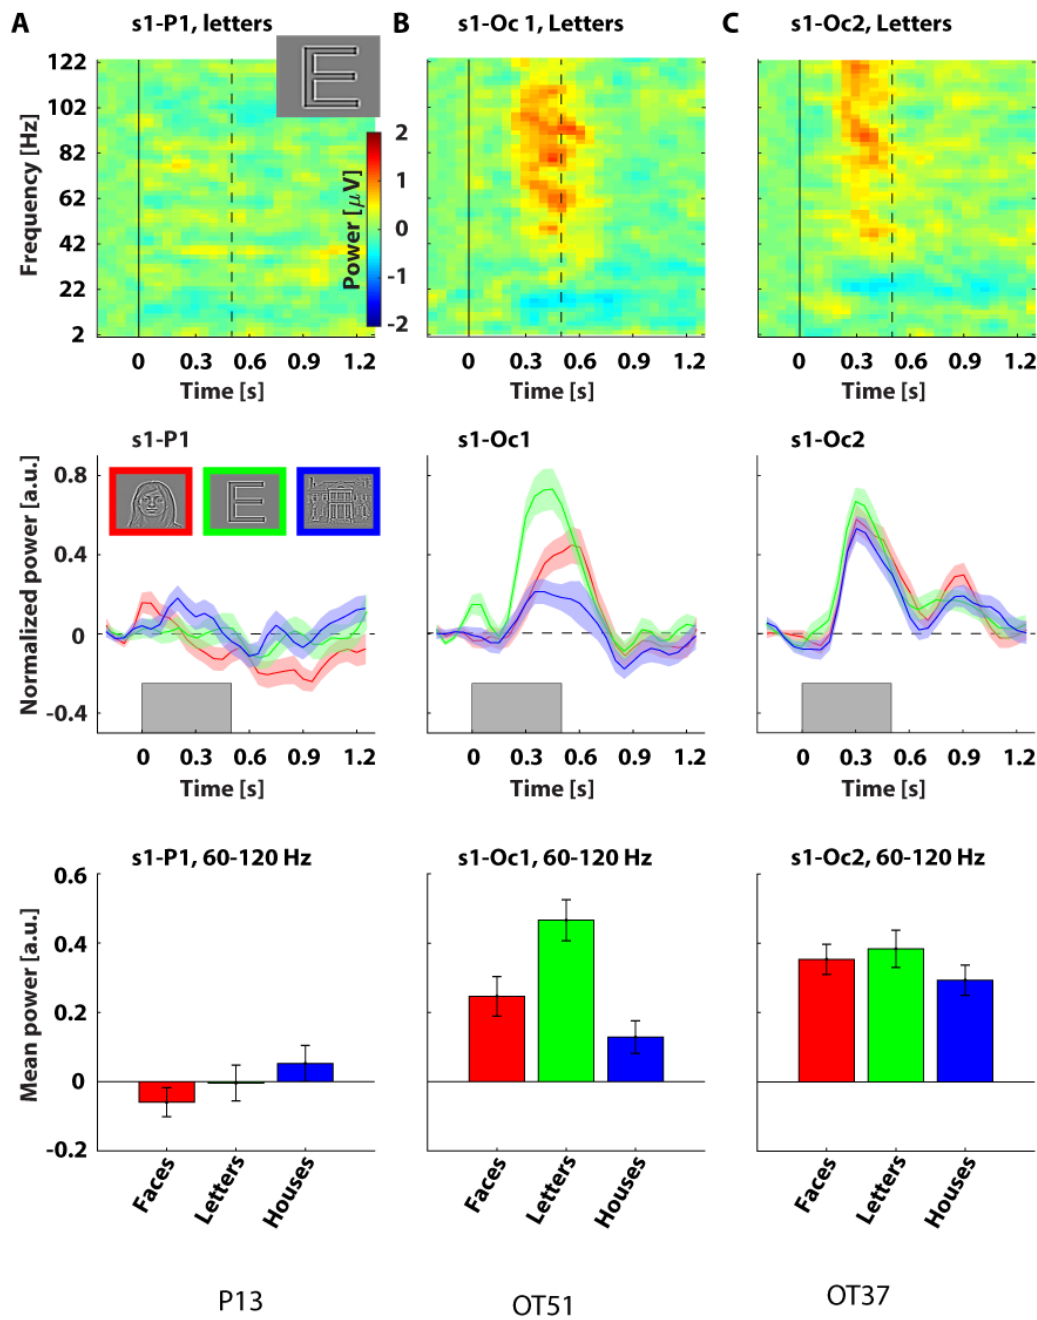 A s1-P1, letters B s1-Oc 1, Letters C s1-Oc2, Letters
E
Frequency [Hz]
122
102
82
62
42
22
2
Power [μV]
2
1
0
-1
-2
0 0.3 0.6 0.9 1.2 0 0.3 0.6 0.9 1.2 0 0.3 0.6 0.9 1.2
Time [s] Time [s] Time [s]
s1-P1 s1-Oc1 s1-Oc2
E
Normalized power [a.u.]
0.8
0.4
0
-0.4
0 0.3 0.6 0.9 1.2 0 0.3 0.6 0.9 1.2 0 0.3 0.6 0.9 1.2
Time [s] Time [s] Time [s]
s1-P1, 60-120 Hz s1-Oc1, 60-120 Hz s1-Oc2, 60-120 Hz
Mean power [a.u.]
0.6
0.4
0.2
0
-0.2
Faces Letters Houses Faces Letters Houses Faces Letters Houses
P13 OT51 OT37